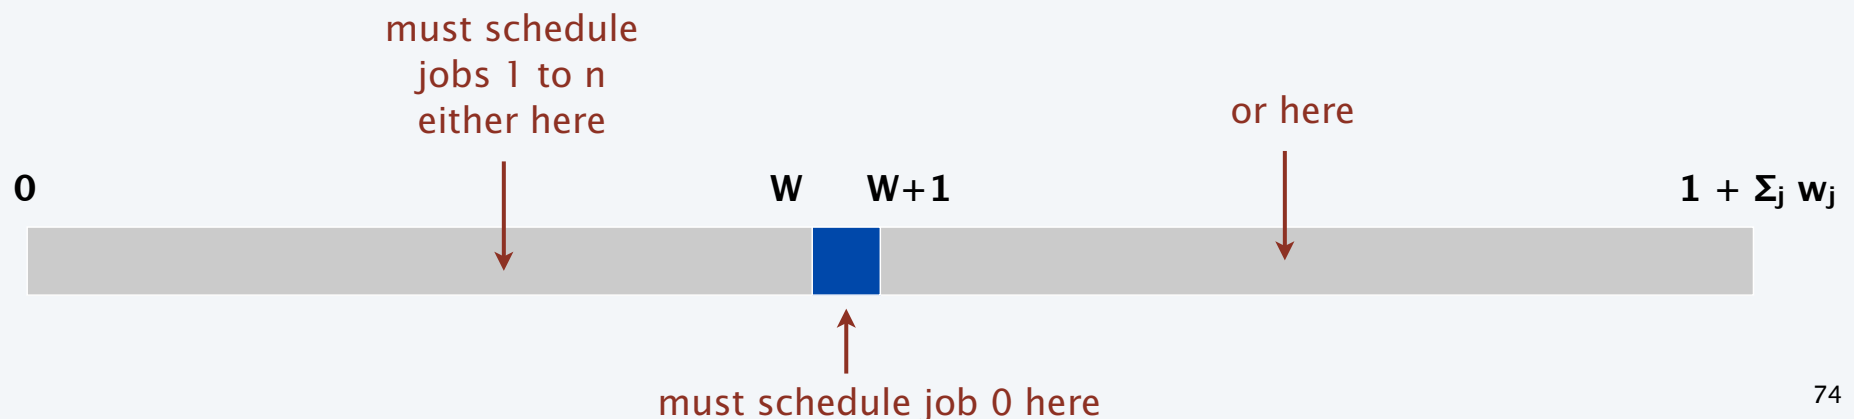 must schedule
jobs 1 to n
either here
or here
0
W
W+1
1 + Σj wj
must schedule job 0 here
74